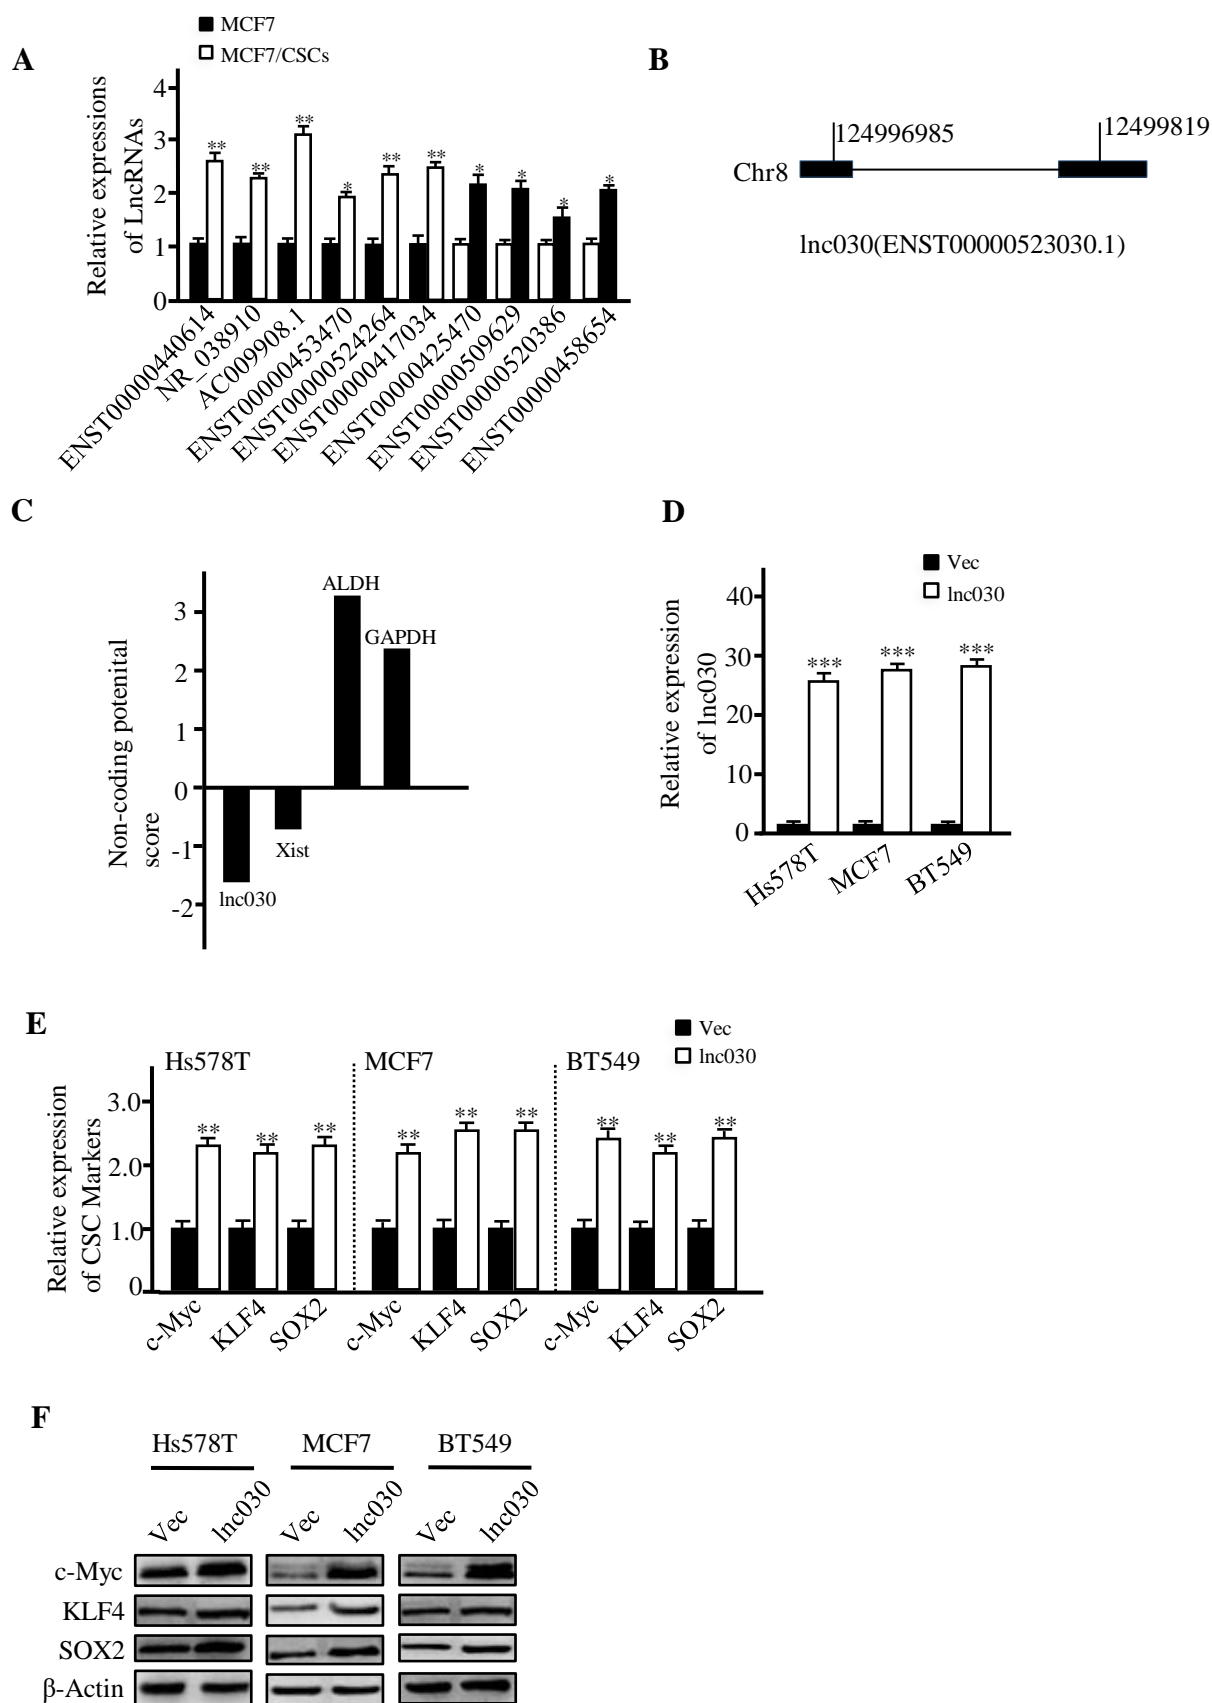 A
MCF7
MCF7/CSCs
Relative expressions
of LncRNAs
4
3
2
1
0
**
**
**
*
**
**
*
*
*
*
ENST00000440614
NR_038910
AC009908.1
ENST00000453470
ENST00000524264
ENST00000417034
ENST00000425470
ENST00000509629
ENST00000520386
ENST00000458654
B
124996985
12499819
Chr8
lnc030(ENST00000523030.1)
C
Non-coding potenital
score
3
2
1
0
-1
-2
ALDH
GAPDH
Xist
lnc030
D
Vec
lnc030
Relative expression
of lnc030
40
30
20
10
0
***
***
***
Hs578T
MCF7
BT549
E
Vec
lnc030
Hs578T
MCF7
BT549
Relative expression
of CSC Markers
3.0
2.0
1.0
0
**
**
**
**
**
**
**
**
**
c-Myc
KLF4
SOX2
c-Myc
KLF4
SOX2
c-Myc
KLF4
SOX2
F
Hs578T
MCF7
BT549
Vec
lnc030
Vec
lnc030
Vec
lnc030
c-Myc
KLF4
SOX2
β-Actin